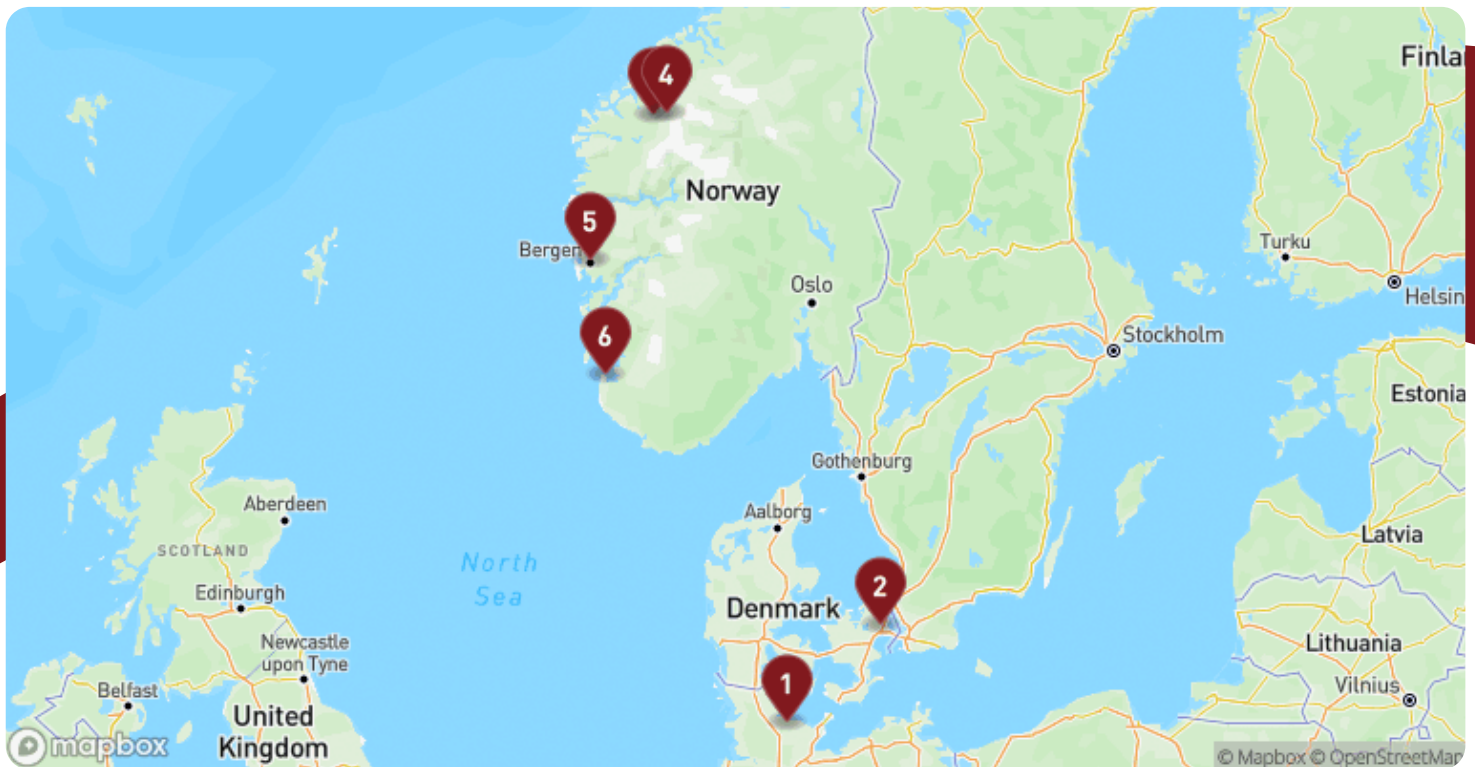 Finla
4
Norway
5
Bergen
Turku
Oslo
Helsin
6
Stockholm
Estonia
Gothenburg
Aberdeen
Aalborg
SCOTLAND
Latvia
North
Sea
Edinburgh
2
Denmark
Newcastle
upon Tyne
Lithuania
1
Vilnius
Belfast
United
Kingdom
mapbox
© Mapbox © OpenStreetMap